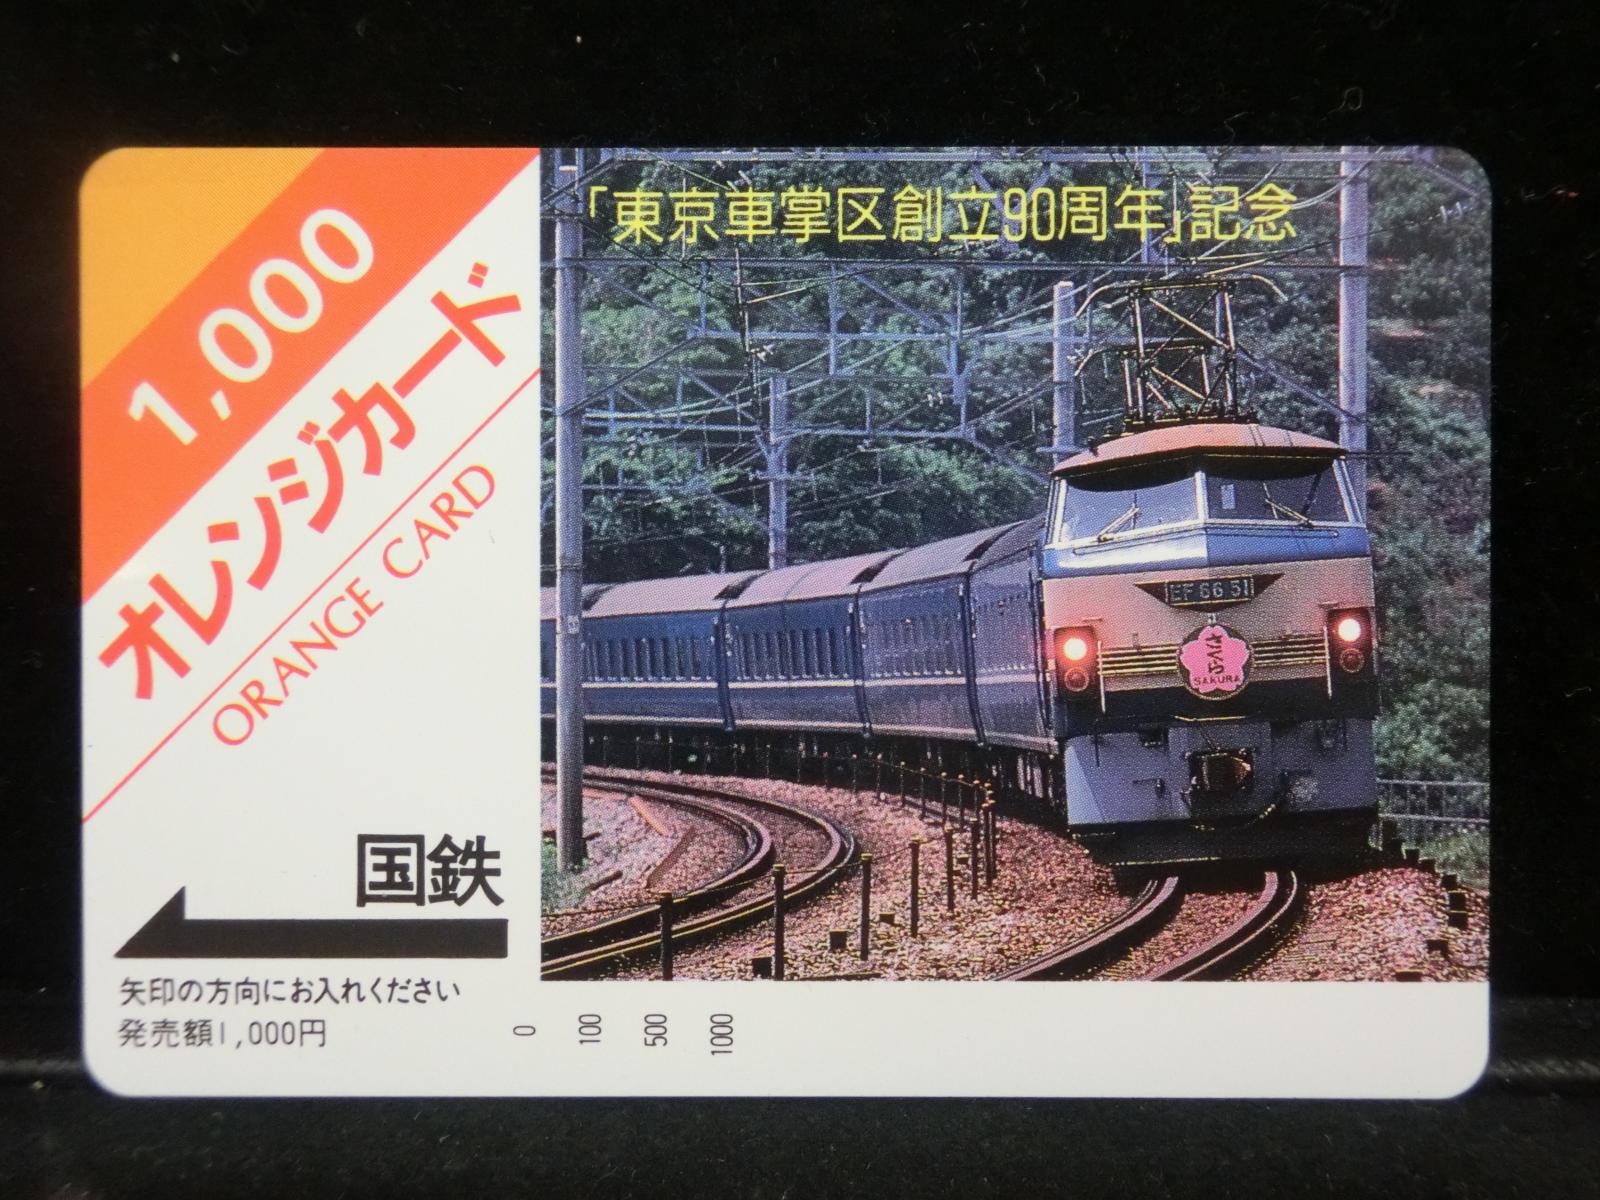 1,000
オレンジカード
ORANGE CARD
「東京車掌区創立90周年」記念
EF 66 51
さくら
SAKURA
国鉄
矢印の方向にお入れください
発売額1,000円
0 100 500 1000